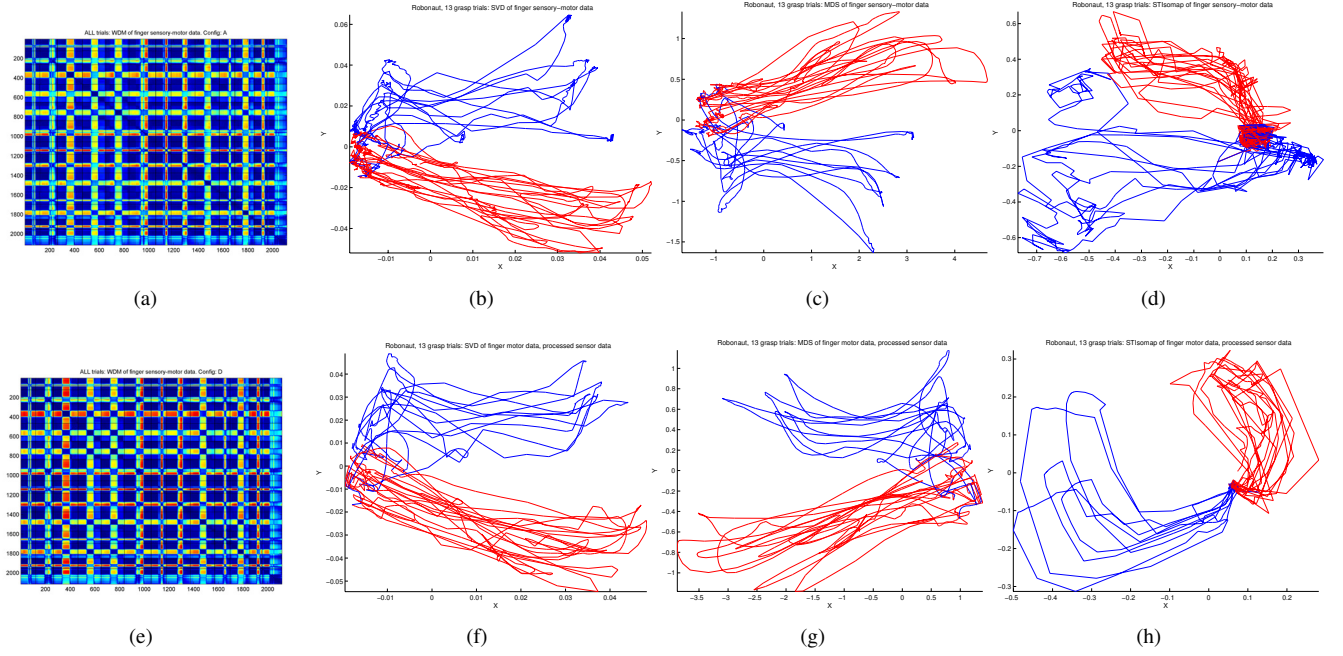 ALL trials: WDM of finger sensory-motor data. Config: A
200
400
600
800
1000
1200
1400
1600
1800
2000
200 400 600 800 1000 1200 1400 1600 1800 2000
(a)
Robonaut, 13 grasp trials: SVD of finger sensory-motor data
0.06
0.04
0.02
0
-0.02
-0.04
Y
-0.01 0 0.01 0.02 0.03 0.04 0.05
X
(b)
Robonaut, 13 grasp trials: MDS of finger sensory-motor data
1
0.5
0
-0.5
-1
-1.5
Y
-1 0 1 2 3 4
X
(c)
Robonaut, 13 grasp trials: STIsomap of finger sensory-motor data
0.6
0.4
0.2
0
-0.2
-0.4
-0.6
Y
-0.7 -0.6 -0.5 -0.4 -0.3 -0.2 -0.1 0 0.1 0.2 0.3
X
(d)
ALL trials: WDM of finger sensory-motor data. Config: D
200
400
600
800
1000
1200
1400
1600
1800
2000
200 400 600 800 1000 1200 1400 1600 1800 2000
(e)
Robonaut, 13 grasp trials: SVD of finger motor data, processed sensor data
0.04
0.03
0.02
0.01
0
-0.01
-0.02
-0.03
-0.04
-0.05
Y
-0.01 0 0.01 0.02 0.03 0.04
X
(f)
Robonaut, 13 grasp trials: MDS of finger motor data, processed sensor data
1
0.8
0.6
0.4
0.2
0
-0.2
-0.4
-0.6
-0.8
-1
Y
-3.5 -3 -2.5 -2 -1.5 -1 -0.5 0 0.5 1
X
(g)
Robonaut, 13 grasp trials: STIsomap of finger motor data, processed sensor data
0.3
0.2
0.1
0
-0.1
-0.2
-0.3
Y
-0.5 -0.4 -0.3 -0.2 -0.1 0 0.1 0.2
X
(h)